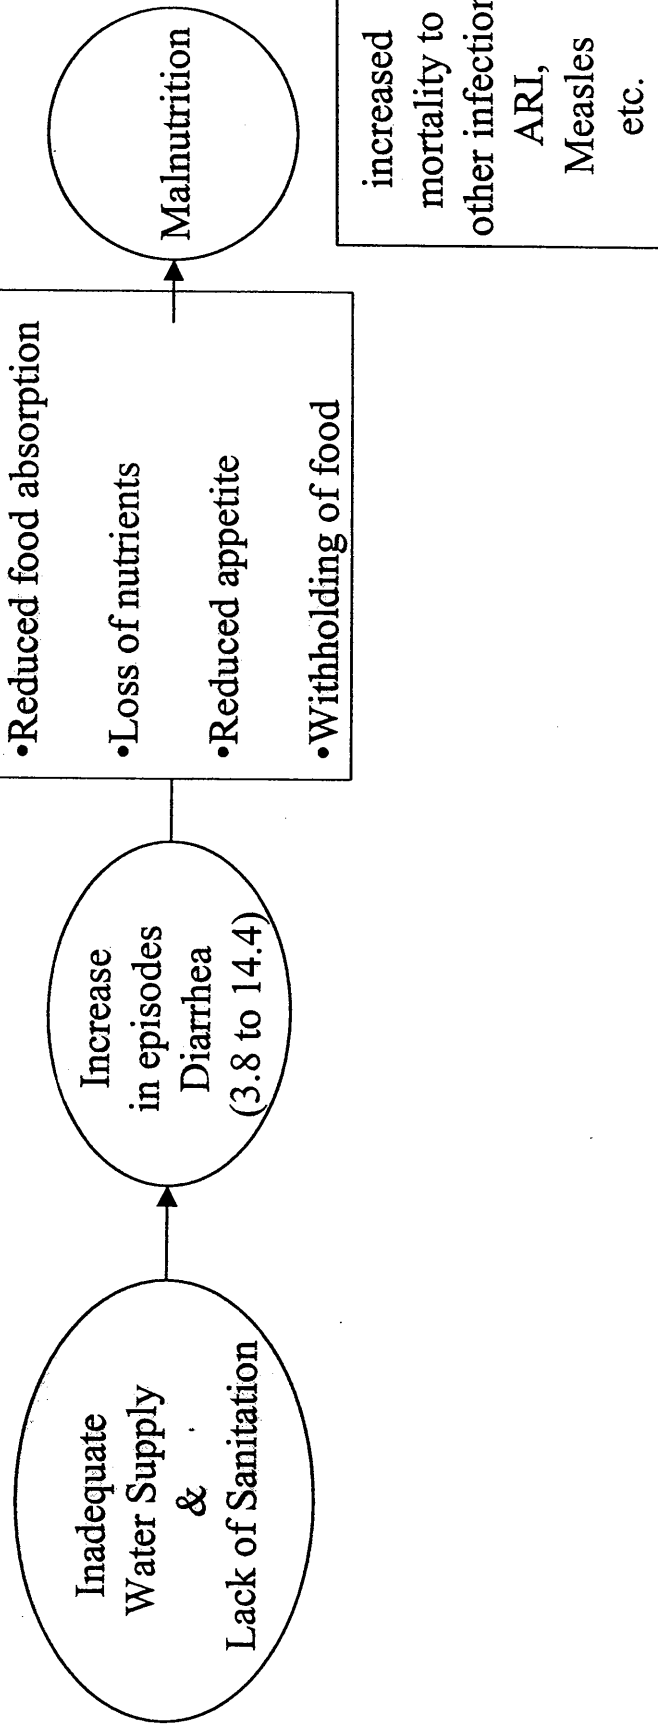 Inadequate
Water Supply
&
Lack of Sanitation
Increase
in episodes
Diarrhea
(3.8 to 14.4)
•Reduced food absorption
•Loss of nutrients
•Reduced appetite
•Withholding of food
Malnutrition
increased
mortality to
other infection
ARI,
Measles
etc.